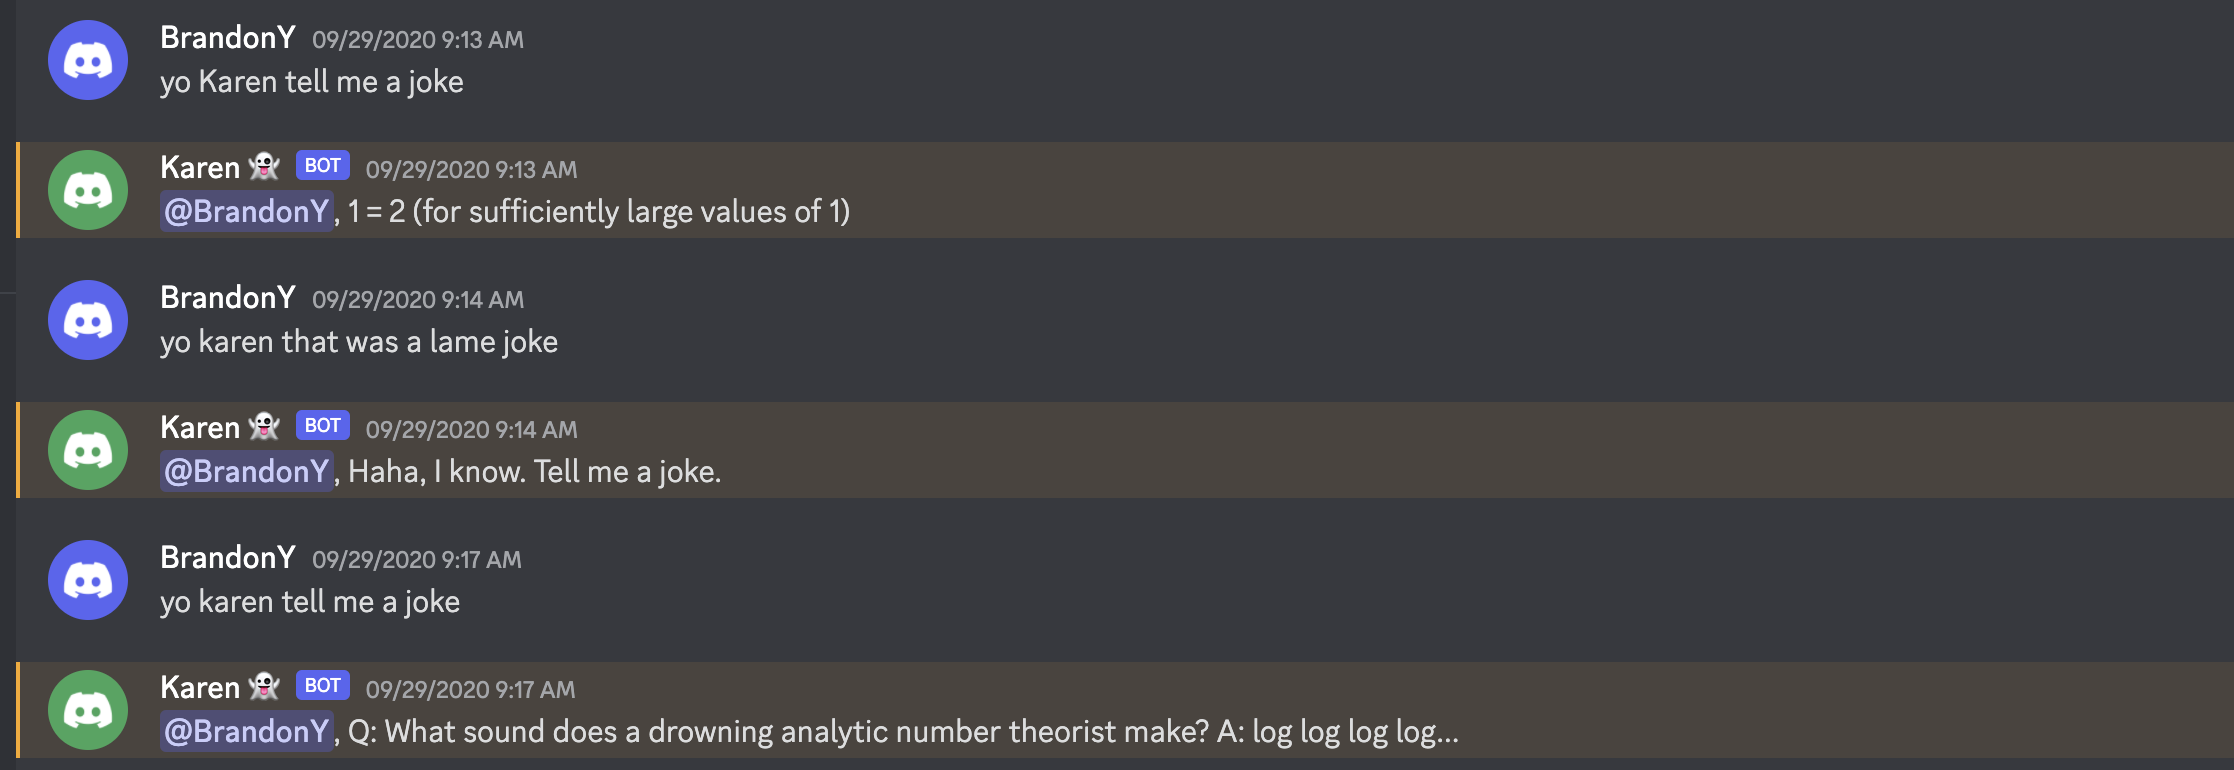 BrandonY 09/29/2020 9:13 AM
yo Karen tell me a joke
Karen 👻 BOT 09/29/2020 9:13 AM
@BrandonY, 1 = 2 (for sufficiently large values of 1)
BrandonY 09/29/2020 9:14 AM
yo karen that was a lame joke
Karen 👻 BOT 09/29/2020 9:14 AM
@BrandonY, Haha, I know. Tell me a joke.
BrandonY 09/29/2020 9:17 AM
yo karen tell me a joke
Karen 👻 BOT 09/29/2020 9:17 AM
@BrandonY, Q: What sound does a drowning analytic number theorist make? A: log log log log...